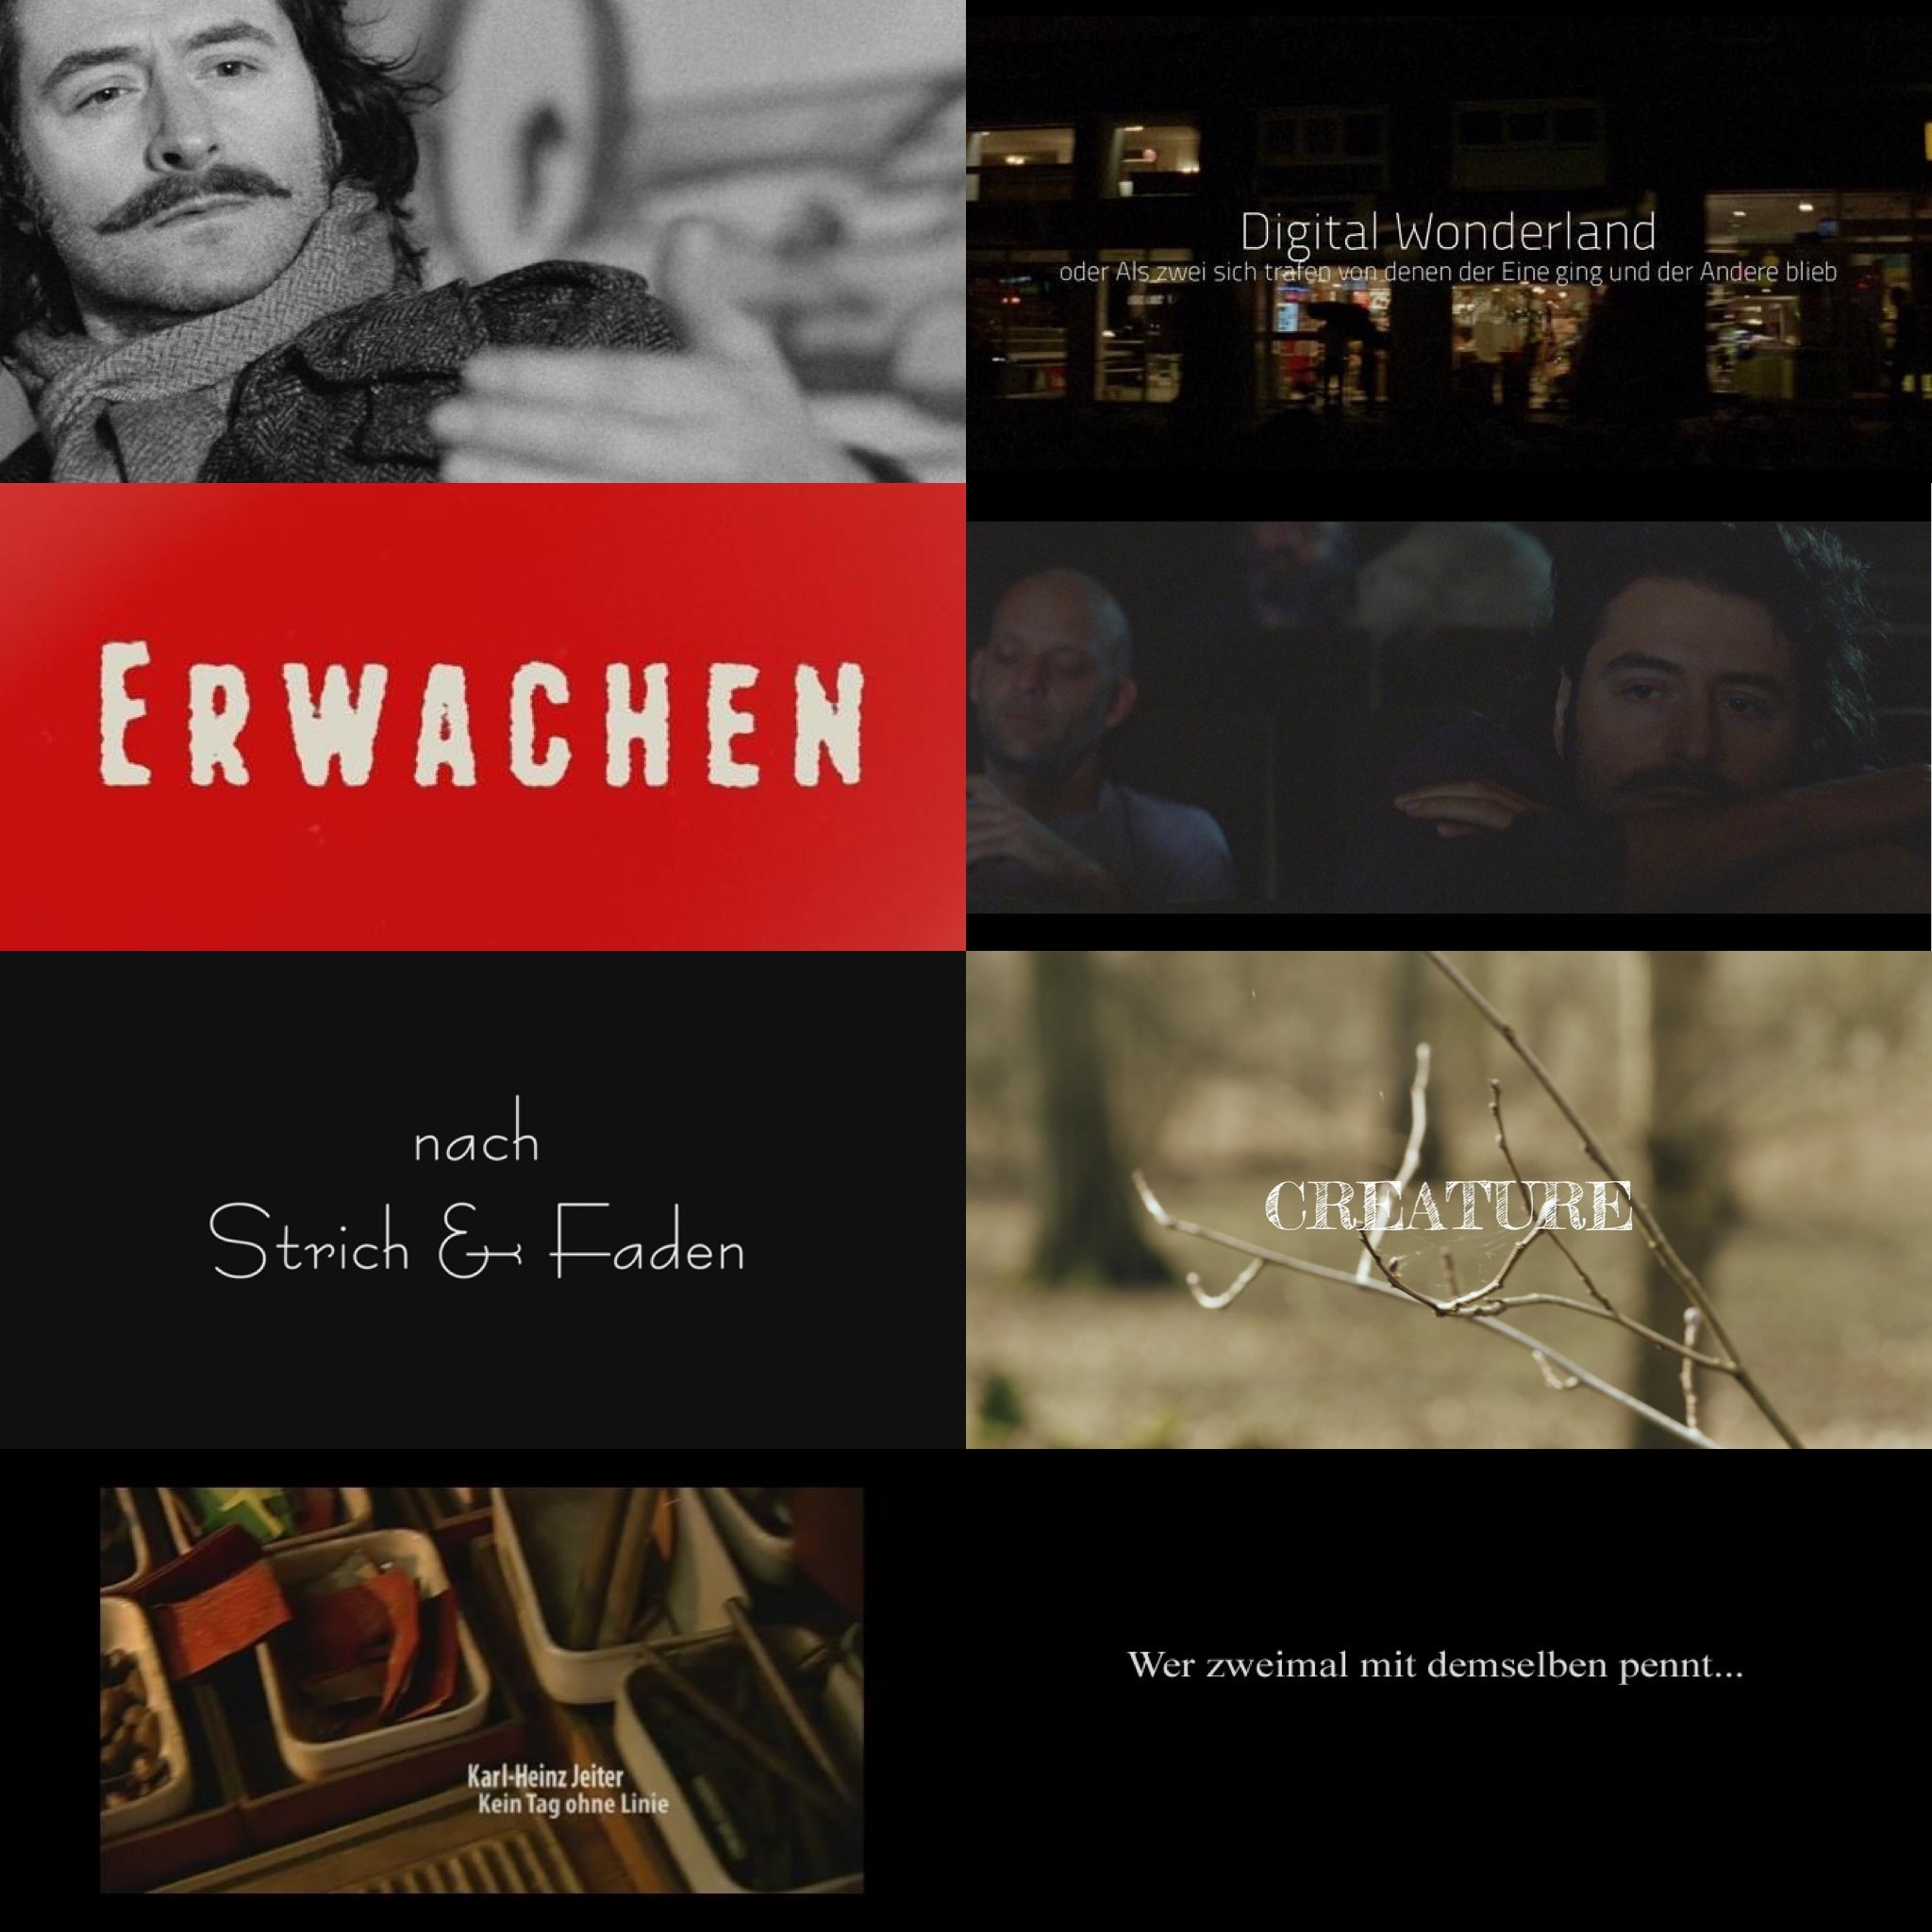 Digital Wonderland
oder Als zwei sich trafen von denen der Eine ging und der Andere blieb
ERWACHEN
nach
Strich & Faden
CREATURE
Karl-Heinz Jeiter
Kein Tag ohne Linie
Wer zweimal mit demselben pennt...